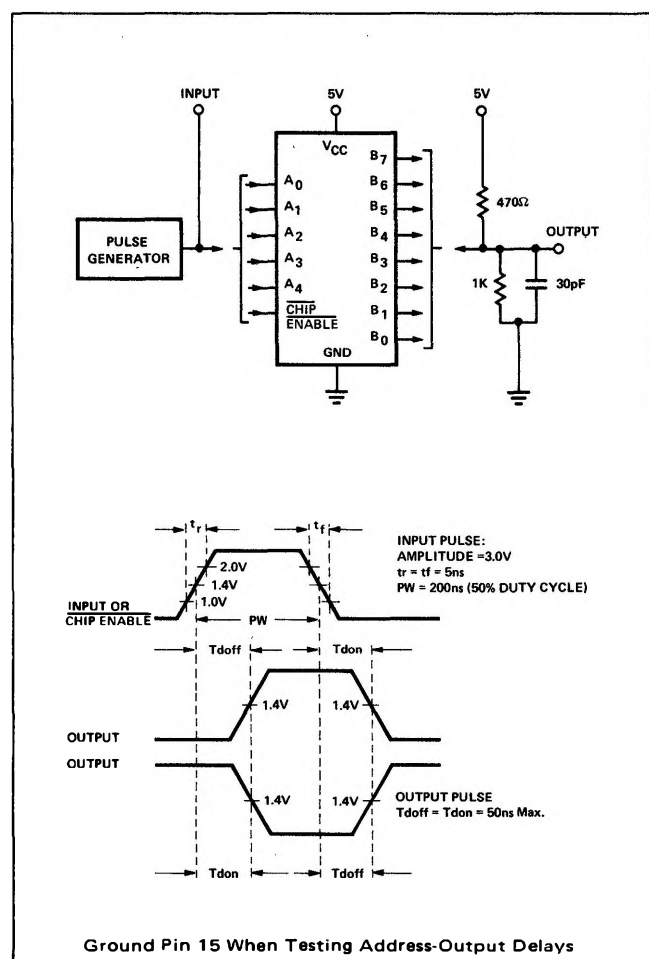 INPUT
5V
5V
VCC
B7
A0
B6
A1
B5
470Ω
PULSE
GENERATOR
A2
B4
OUTPUT
A3
B3
A4
B2
1K
30pF
CHIP
ENABLE
B1
B0
GND
tr
tf
INPUT PULSE:
AMPLITUDE =3.0V
tr = tf = 5ns
PW = 200ns (50% DUTY CYCLE)
2.0V
1.4V
1.0V
INPUT OR
CHIP ENABLE
PW
Tdoff
Tdon
1.4V
1.4V
OUTPUT
OUTPUT
1.4V
1.4V
OUTPUT PULSE
Tdoff = Tdon = 50ns Max.
Tdon
Tdoff
Ground Pin 15 When Testing Address-Output Delays